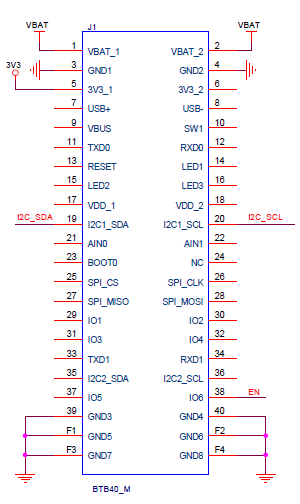 J1
VBAT VBAT
1 VBAT_1 VBAT_2 2
3 GND1 GND2 4
3V3 5 3V3_1 3V3_2 6
7 USB+ USB- 8
9 VBUS SW1 10
11 TXD0 RXD0 12
13 RESET LED1 14
15 LED2 LED3 16
17 VDD_1 VDD_2 18
I2C_SDA 19 I2C1_SDA I2C1_SCL 20 I2C_SCL
21 AIN0 AIN1 22
23 BOOT0 NC 24
25 SPI_CS SPI_CLK 26
27 SPI_MISO SPI_MOSI 28
29 IO1 IO2 30
31 IO3 IO4 32
33 TXD1 RXD1 34
35 I2C2_SDA I2C2_SCL 36
37 IO5 IO6 38 EN
39 GND3 GND4 40
F1 GND5 GND6 F2
F3 GND7 GND8 F4
BTB40_M